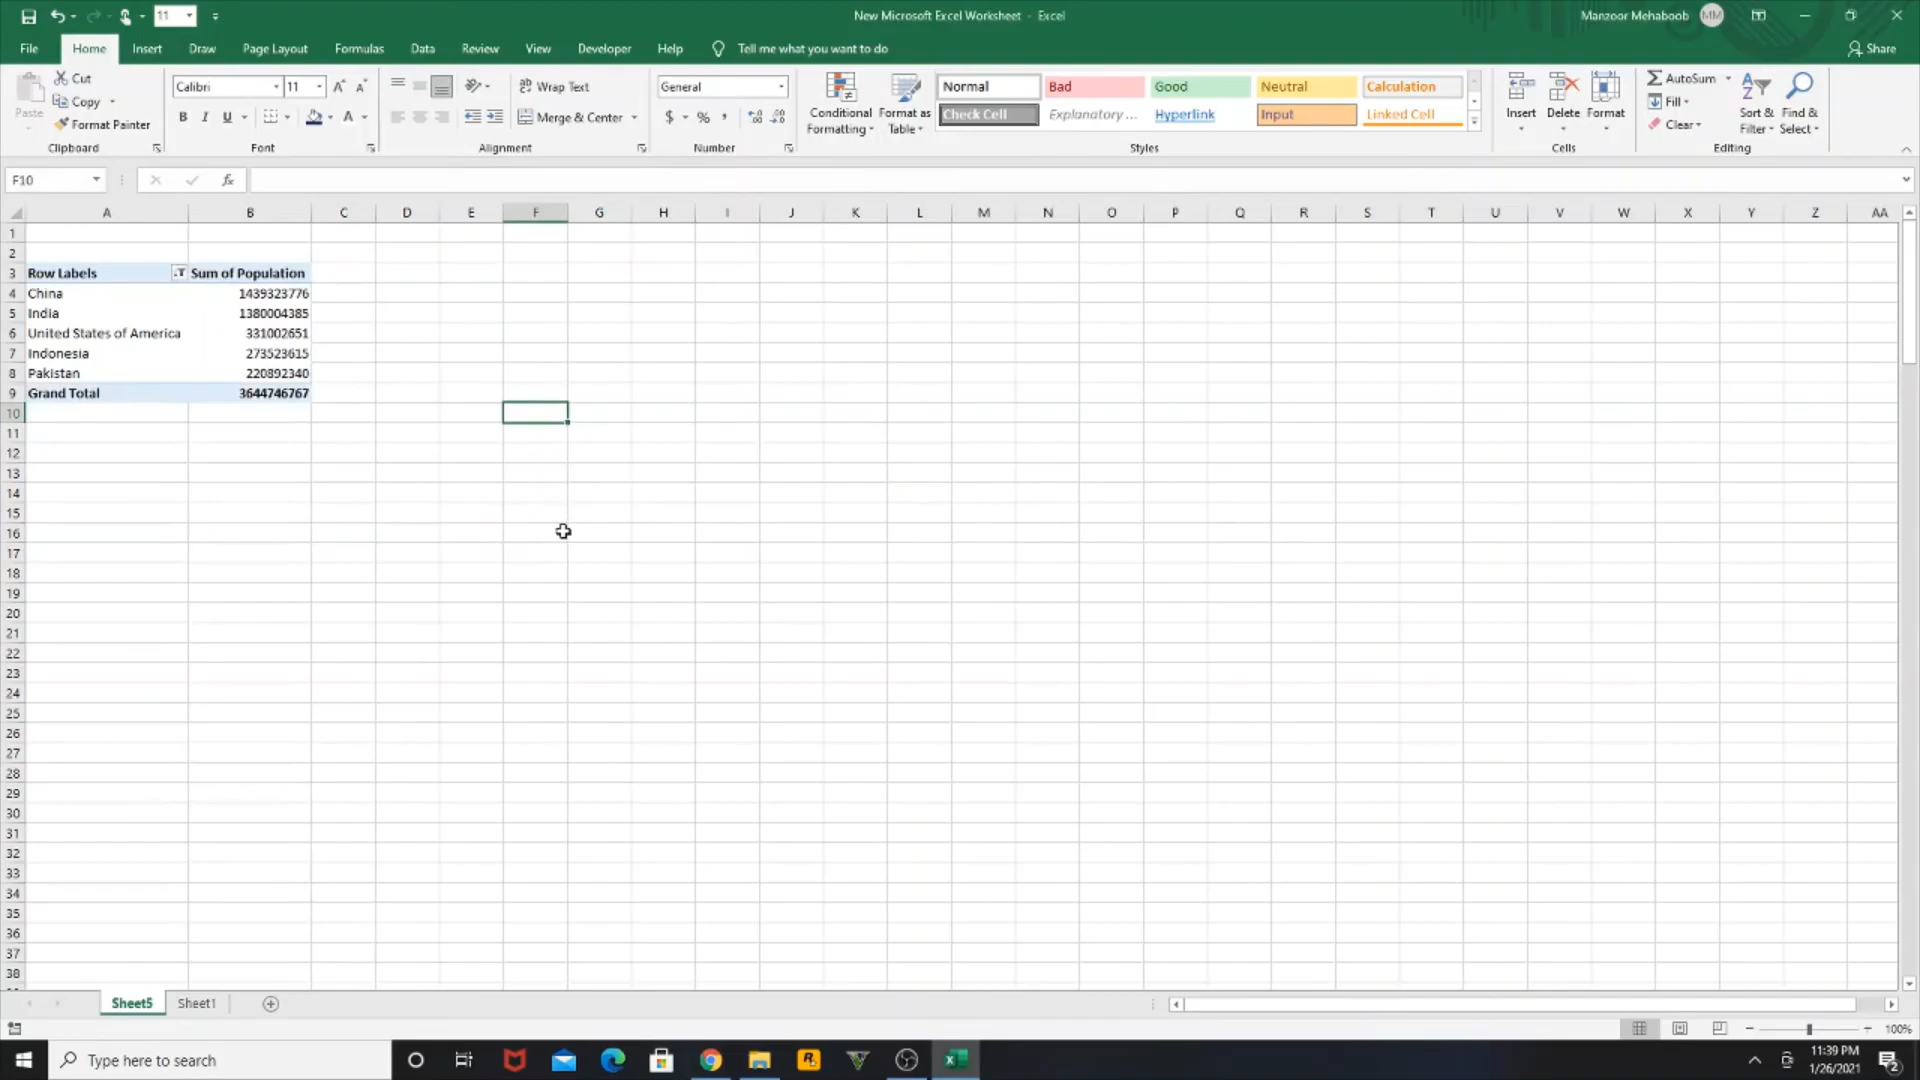 11
New Microsoft Excel Worksheet - Excel
Manzoor Mehaboob
MM
File Home Insert Draw Page Layout Formulas Data Review View Developer Help Tell me what you want to do
Share
Paste
Cut
Copy
Format Painter
Clipboard
Calibri 11
B I U
Font
Wrap Text
Merge & Center
Alignment
General
$ % ,
Number
Conditional Formatting
Format as Table
Normal Bad Good Neutral Calculation
Check Cell Explanatory ... Hyperlink Input Linked Cell
Styles
Insert Delete Format
Cells
AutoSum
Fill
Clear
Sort & Filter
Find & Select
Editing
F10
fx
A B C D E F G H I J K L M N O P Q R S T U V W X Y Z AA
1
2
3 Row Labels Sum of Population
4 China 1439323776
5 India 1380004385
6 United States of America 331002651
7 Indonesia 273523615
8 Pakistan 220892340
9 Grand Total 3644746767
10
11
12
13
14
15
16
17
18
19
20
21
22
23
24
25
26
27
28
29
30
31
32
33
34
35
36
37
38
Sheet5 Sheet1
100%
Type here to search
11:39 PM
1/26/2021
2